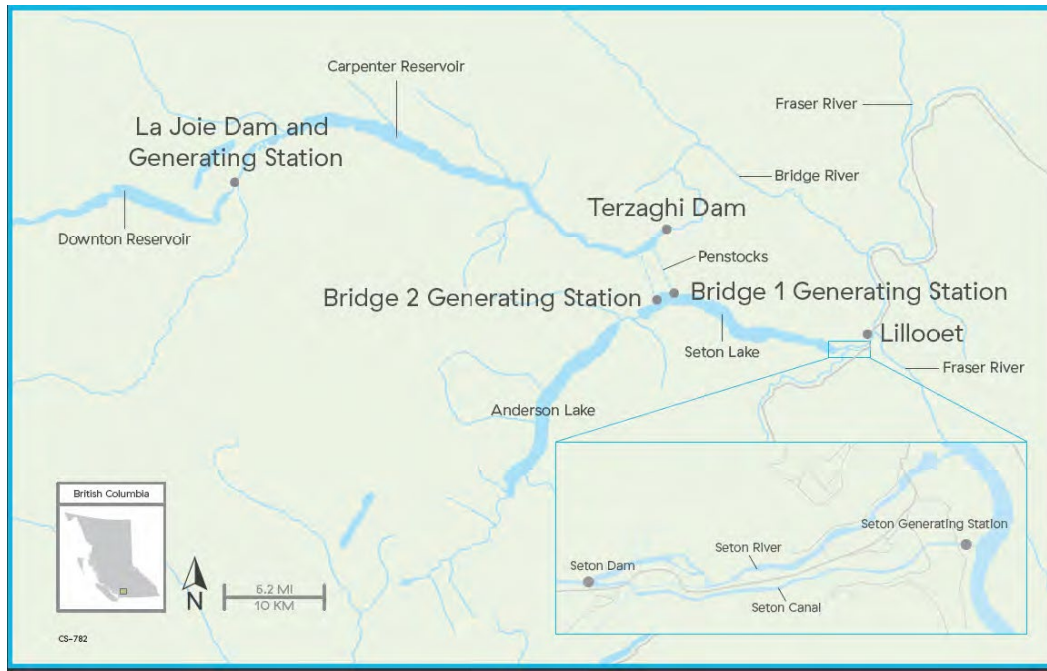 Carpenter Reservoir
Fraser River
La Joie Dam and
Generating Station
Bridge River
Terzaghi Dam
Downton Reservoir
Penstocks
Bridge 2 Generating Station
Bridge 1 Generating Station
Lillooet
Seton Lake
Fraser River
Anderson Lake
British Columbia
N
6.2 MI
10 KM
CS-782
Seton Generating Station
Seton River
Seton Dam
Seton Canal